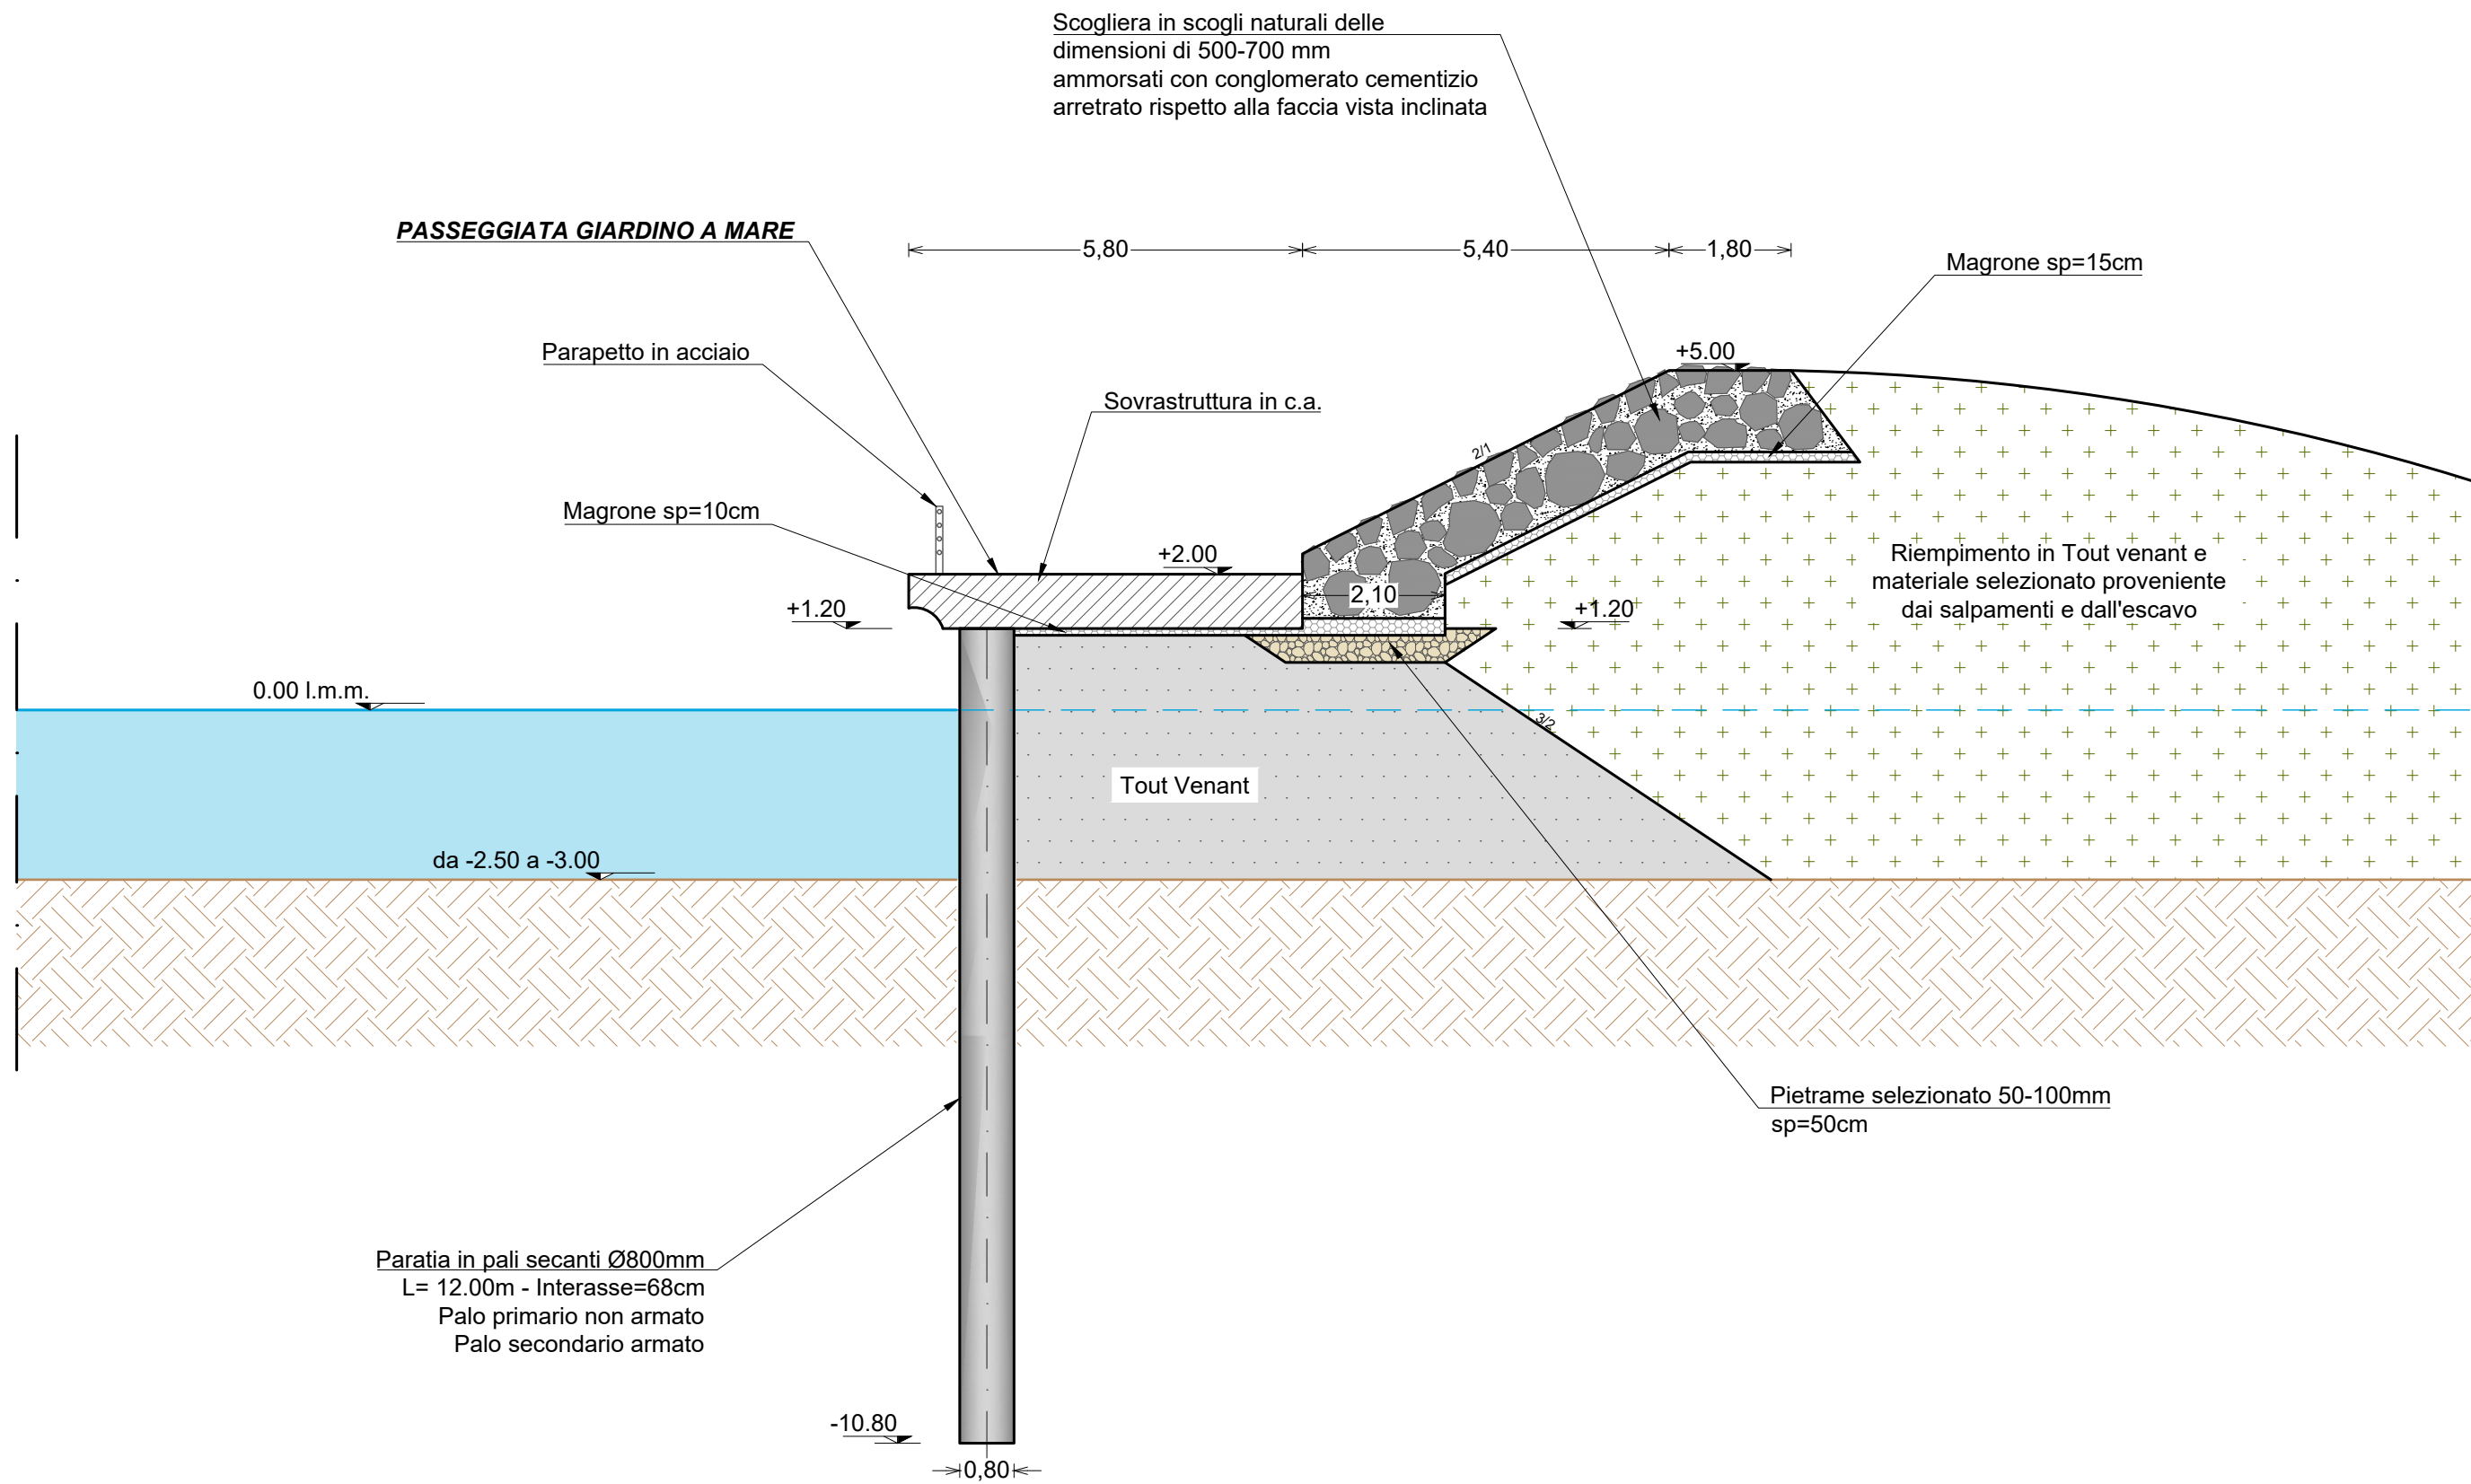 Scogliera in scogli naturali delle
dimensioni di 500-700 mm
ammorsati con conglomerato cementizio
arretrato rispetto alla faccia vista inclinata
PASSEGGIATA GIARDINO A MARE
5,80
5,40
1,80
Magrone sp=15cm
Parapetto in acciaio
+5.00
Sovrastruttura in c.a.
2/1
Magrone sp=10cm
+2.00
Riempimento in Tout venant e
materiale selezionato proveniente
dai salpamenti e dall'escavo
2,10
+1.20
+1.20
0.00 l.m.m.
3/2
Tout Venant
da -2.50 a -3.00
Pietrame selezionato 50-100mm
sp=50cm
Paratia in pali secanti Ø800mm
L= 12.00m - Interasse=68cm
Palo primario non armato
Palo secondario armato
-10.80
0,80